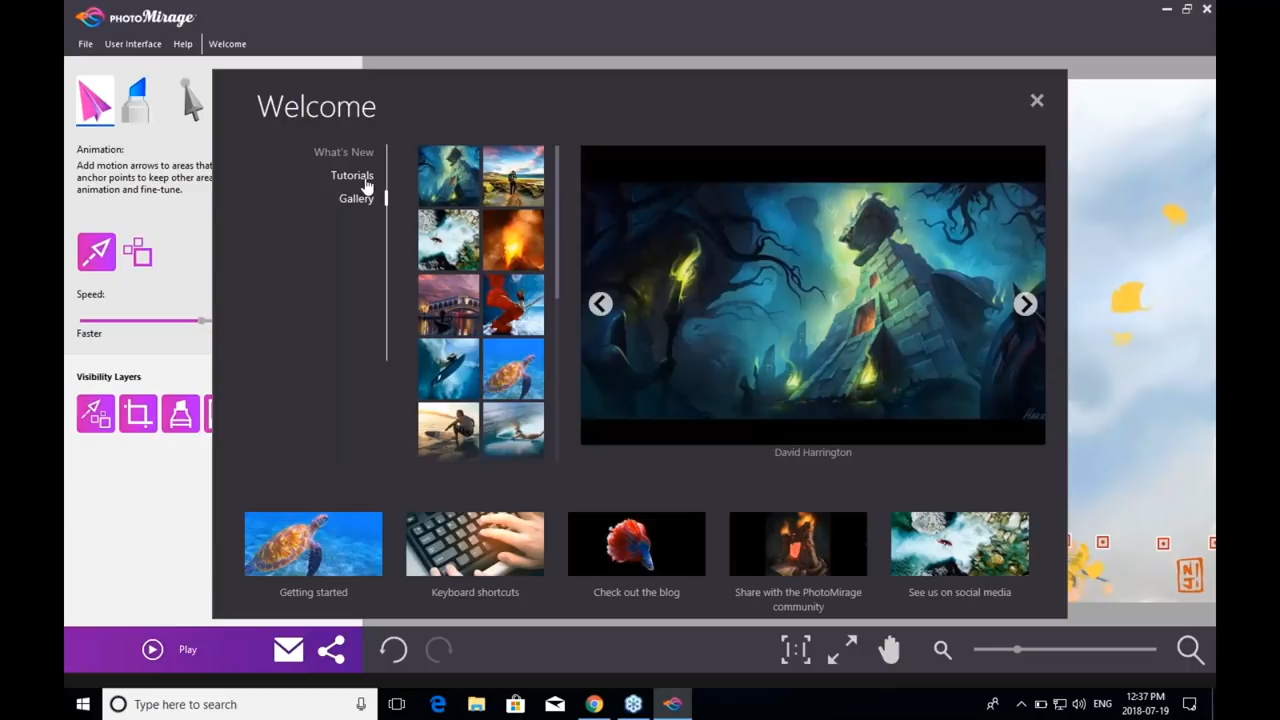 PHOTOMirage
File User Interface Help Welcome
Welcome
What's New
Tutorials
Gallery
Animation:
Add motion arrows to areas that
anchor points to keep other area
animation and fine-tune.
Speed:
Faster
Visibility Layers
David Harrington
Getting started
Keyboard shortcuts
Check out the blog
Share with the PhotoMirage
community
See us on social media
Play
Type here to search
ENG
12:37 PM
2018-07-19